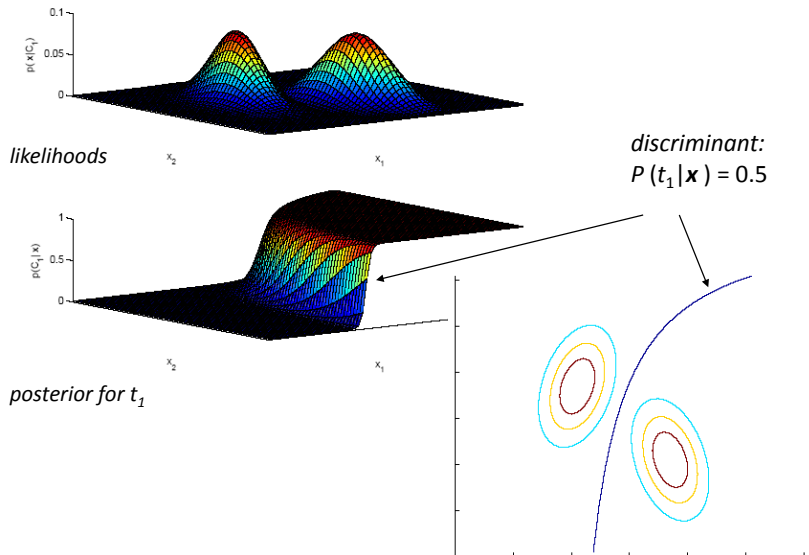 0.1
0.05
0
p(x|C1)
x2
x1
likelihoods
discriminant:
P (t1|x ) = 0.5
1
0.5
0
p(C1|x)
x2
x1
posterior for t1